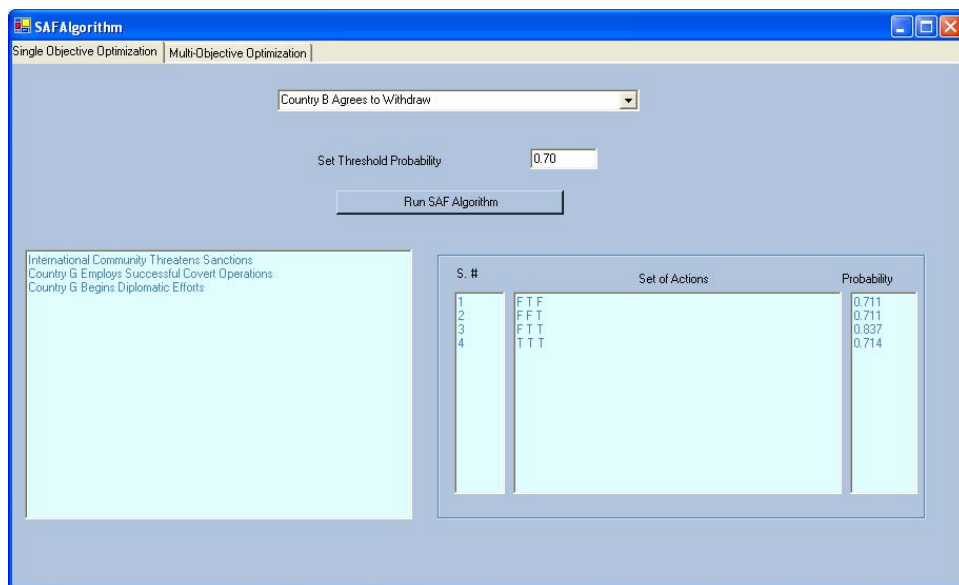 SAFAlgorithm
Single Objective Optimization Multi-Objective Optimization
Country B Agrees to Withdraw
Set Threshold Probability 0.70
Run SAF Algorithm
International Community Threatens Sanctions
Country G Employs Successful Covert Operations
Country G Begins Diplomatic Efforts
S. # Set of Actions Probability
1 F T F 0.711
2 F F T 0.711
3 F T T 0.837
4 T T T 0.714